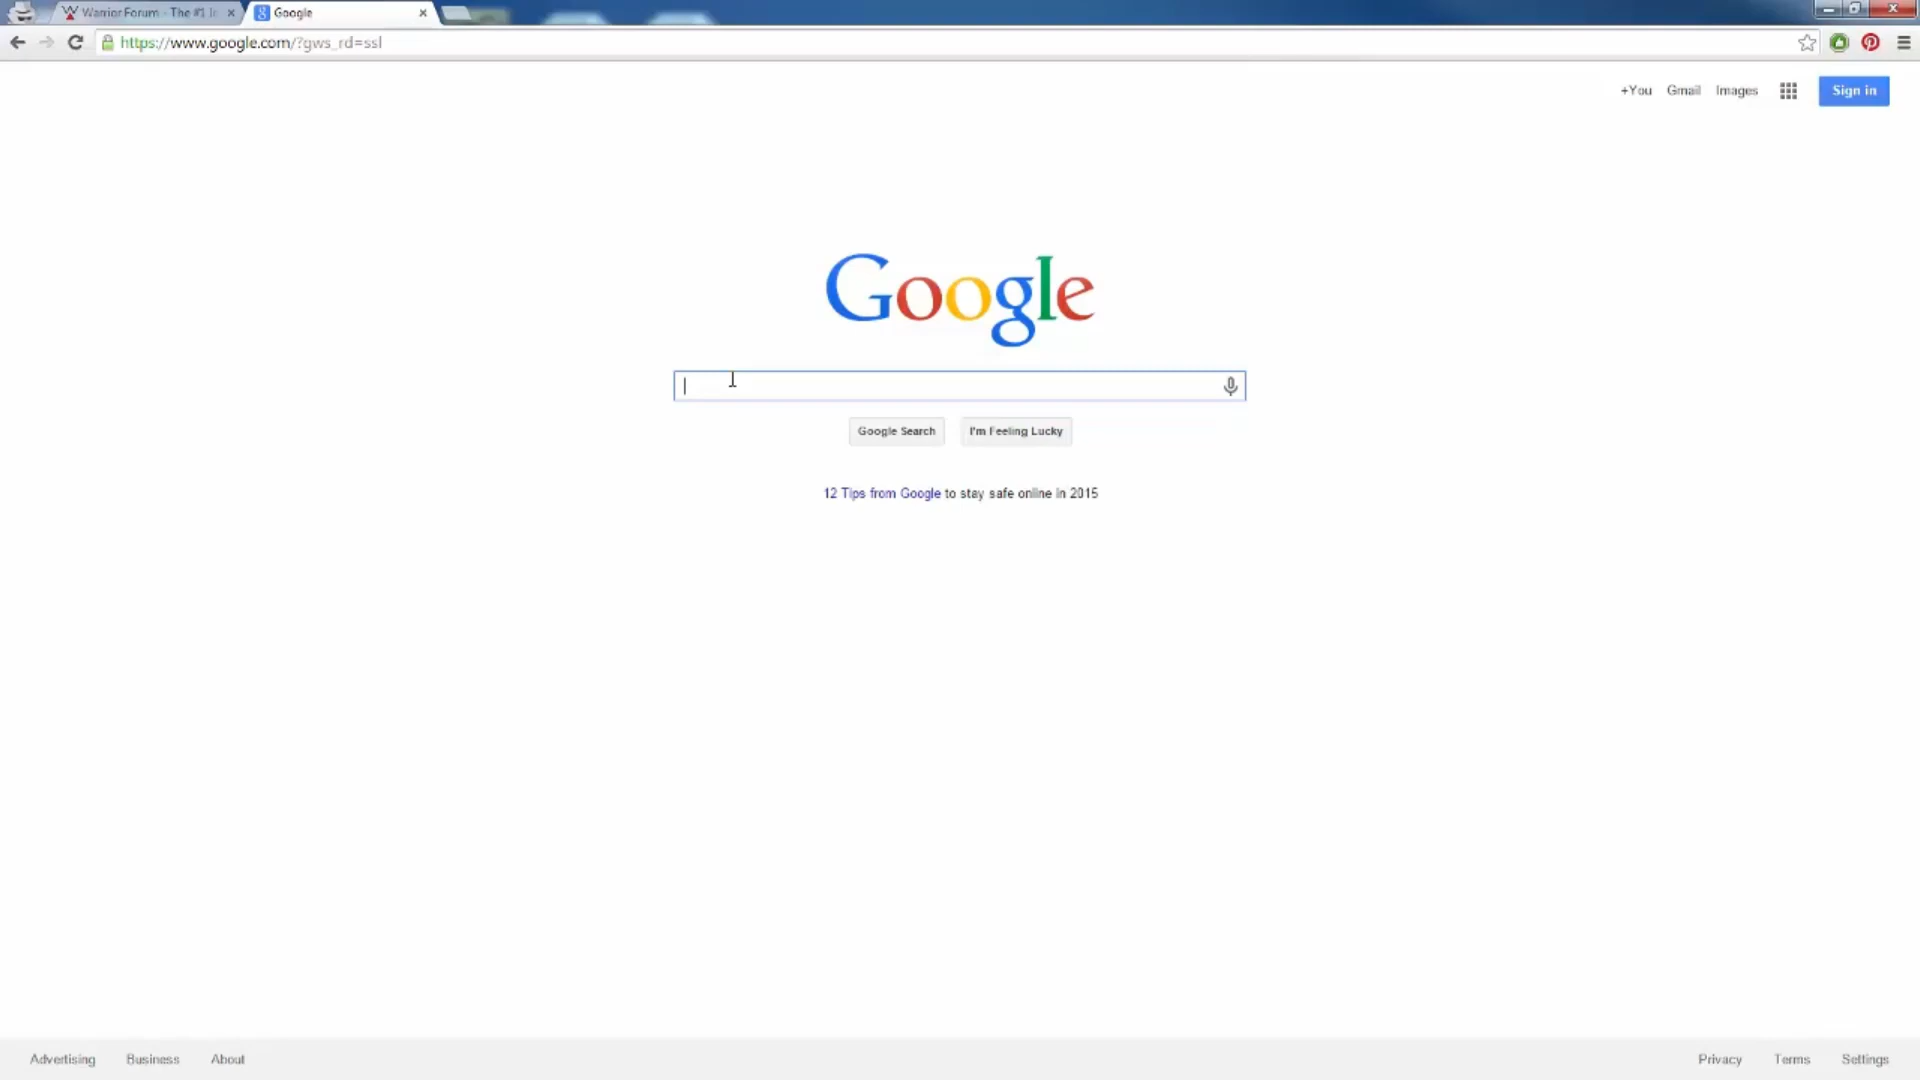 Warrior Forum - The #1 I
Google
https://www.google.com/?gws_rd=ssl
+You Gmail Images Sign in
Google
Google Search I'm Feeling Lucky
12 Tips from Google to stay safe online in 2015
Advertising Business About Privacy Terms Settings